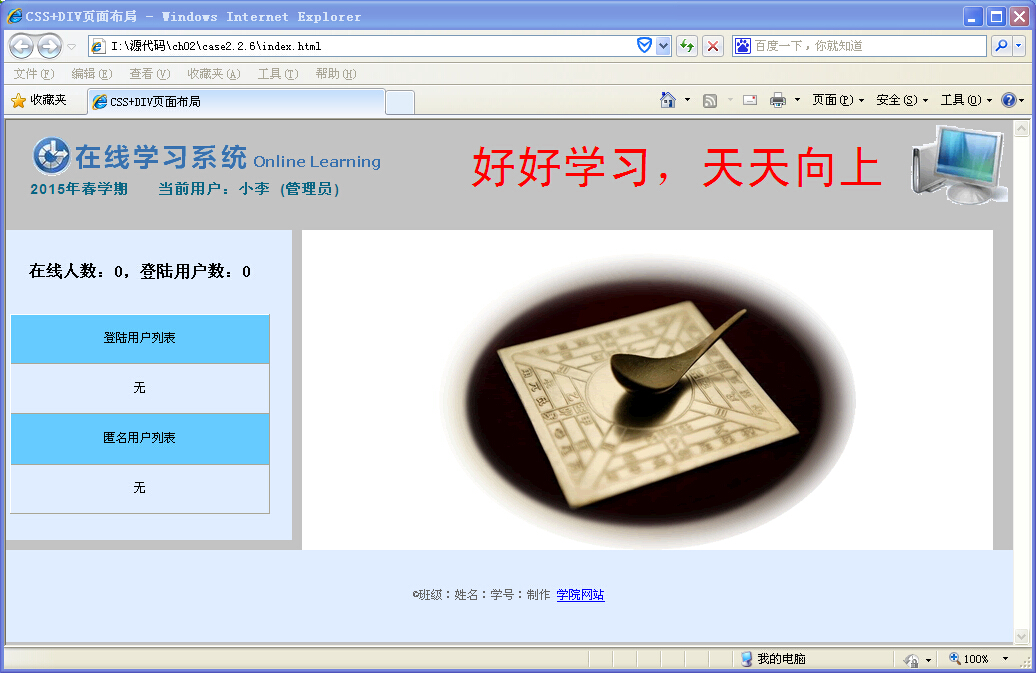 CSS+DIV页面布局 - Windows Internet Explorer
I:\源代码\ch02\case2.2.6\index.html
百度一下，你就知道
文件(F) 编辑(E) 查看(V) 收藏夹(A) 工具(T) 帮助(H)
收藏夹 CSS+DIV页面布局 页面(P) 安全(S) 工具(O)
在线学习系统 Online Learning
2015年春学期 当前用户：小李 (管理员)
好好学习，天天向上
在线人数：0，登陆用户数：0
登陆用户列表
无
匿名用户列表
无
©班级：姓名：学号：制作 学院网站
我的电脑 100%